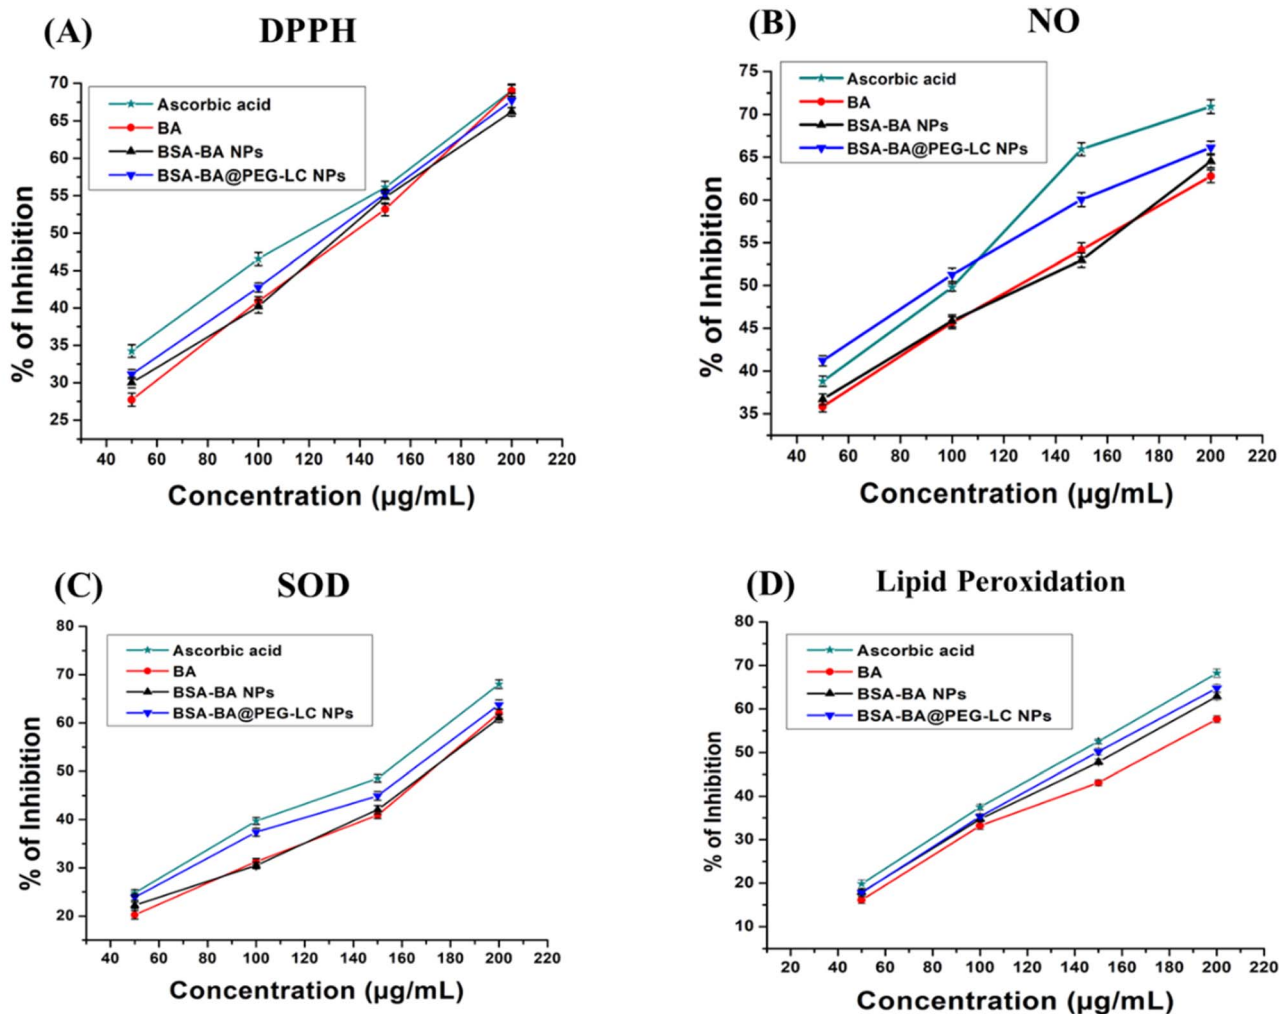 (A) DPPH
70
65
60
55
50
45
40
35
30
25
% of Inhibition
Ascorbic acid
BA
BSA-BA NPs
BSA-BA@PEG-LC NPs
40 60 80 100 120 140 160 180 200 220
Concentration (µg/mL)
(B) NO
75
70
65
60
55
50
45
40
35
% of Inhibition
Ascorbic acid
BA
BSA-BA NPs
BSA-BA@PEG-LC NPs
40 60 80 100 120 140 160 180 200 220
Concentration (µg/mL)
(C) SOD
80
70
60
50
40
30
20
% of Inhibition
Ascorbic acid
BA
BSA-BA NPs
BSA-BA@PEG-LC NPs
40 60 80 100 120 140 160 180 200 220
Concentration (µg/mL)
(D) Lipid Peroxidation
80
70
60
50
40
30
20
10
% of Inhibition
Ascorbic acid
BA
BSA-BA NPs
BSA-BA@PEG-LC NPs
20 40 60 80 100 120 140 160 180 200 220
Concentration (µg/mL)